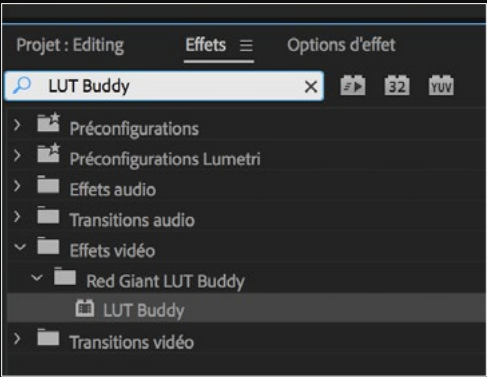 Projet : Editing Effets Options d'effet
LUT Buddy 32 YUV
Préconfigurations
Préconfigurations Lumetri
Effets audio
Transitions audio
Effets vidéo
Red Giant LUT Buddy
LUT Buddy
Transitions vidéo